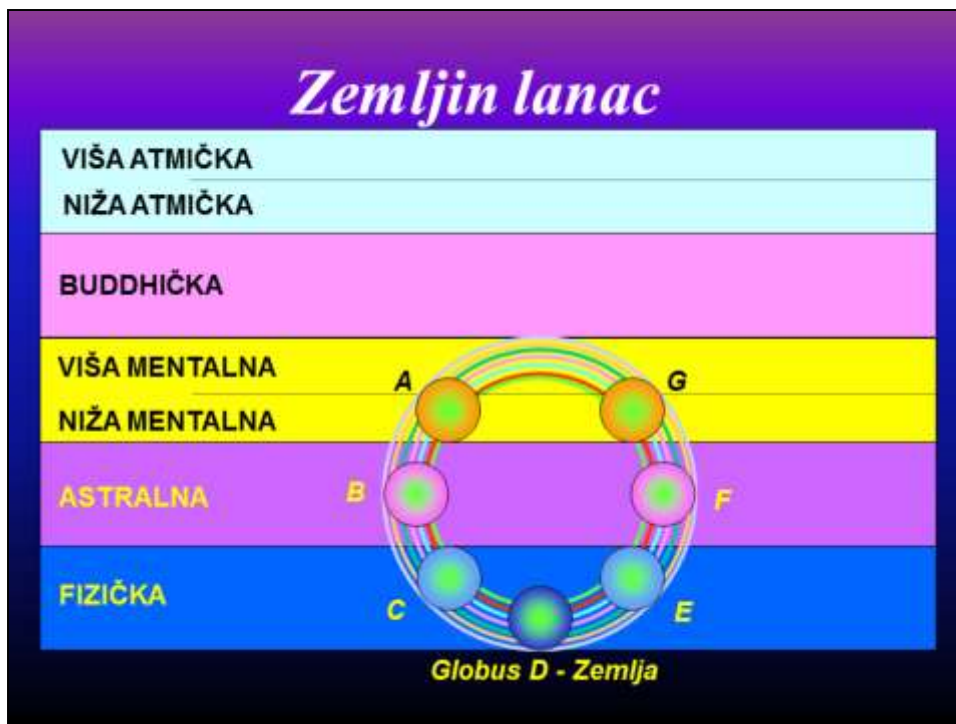 Zemljin lanac
VIŠA ATMIČKA
NIŽA ATMIČKA
BUDDHIČKA
VIŠA MENTALNA
A
G
NIŽA MENTALNA
ASTRALNA
B
F
FIZIČKA
C
E
Globus D - Zemlja